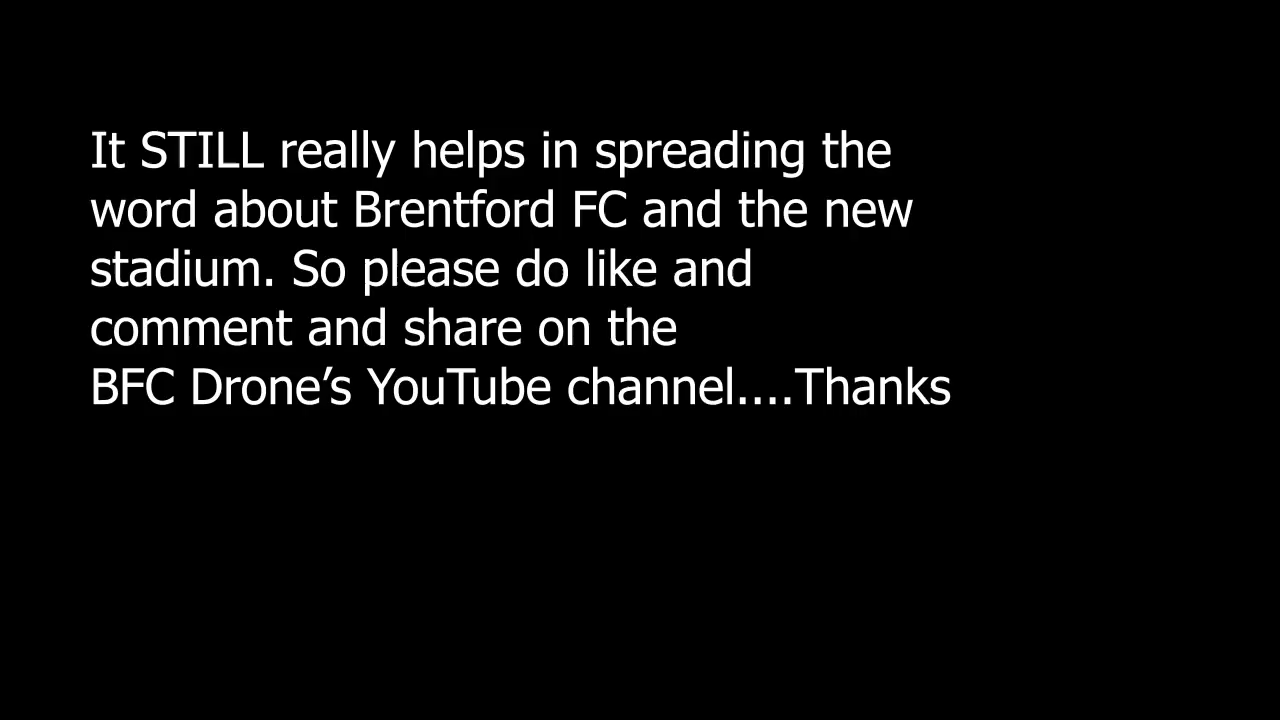 It STILL really helps in spreading the
word about Brentford FC and the new
stadium. So please do like and
comment and share on the
BFC Drone’s YouTube channel....Thanks